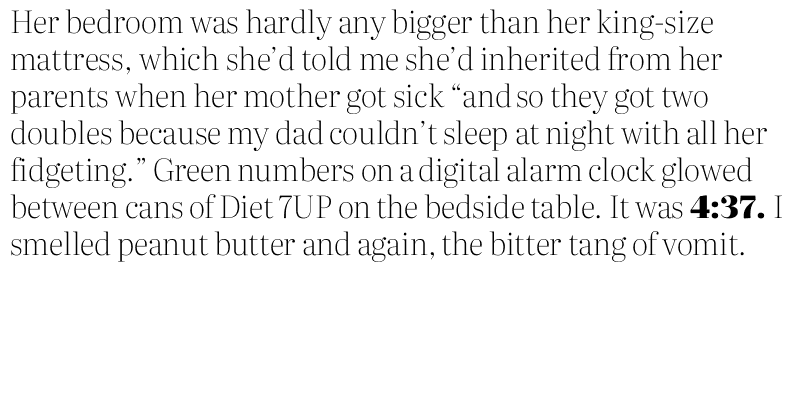 Her bedroom was hardly any bigger than her king-size
mattress, which she’d told me she’d inherited from her
parents when her mother got sick “and so they got two
doubles because my dad couldn’t sleep at night with all her
fidgeting.” Green numbers on a digital alarm clock glowed
between cans of Diet 7UP on the bedside table. It was 4:37. I
smelled peanut butter and again, the bitter tang of vomit.